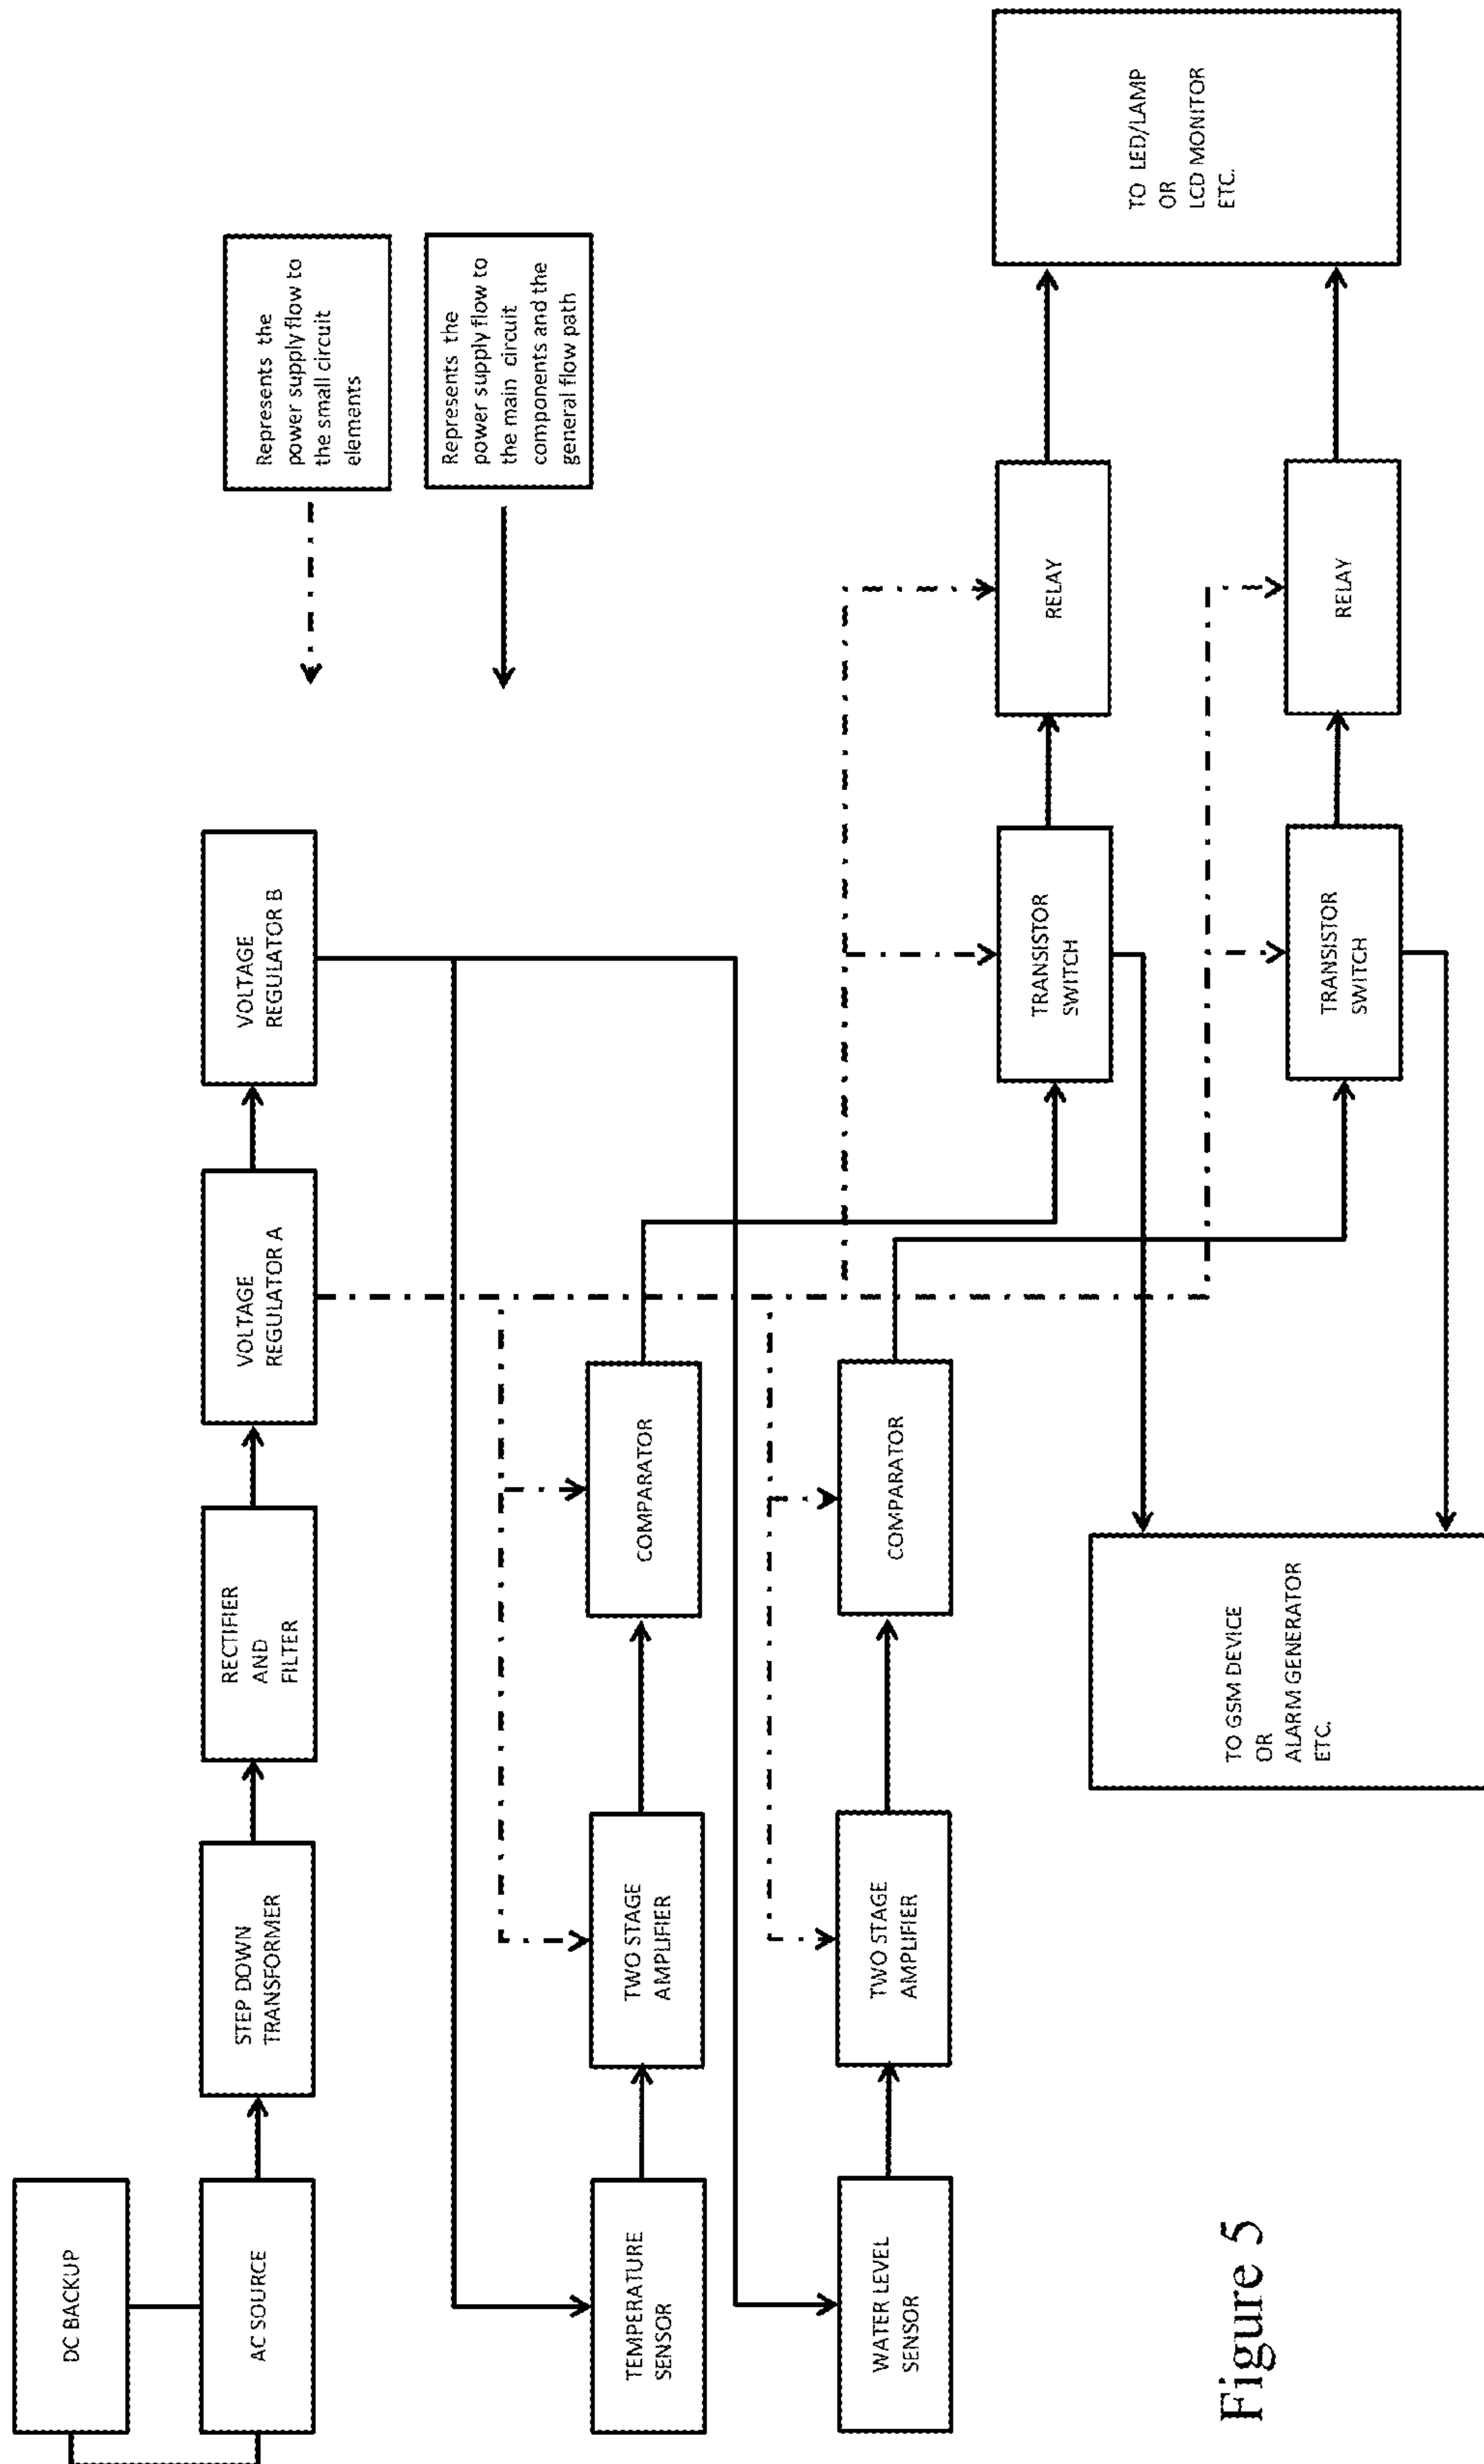 DC BACKUP
AC SOURCE
STEP DOWN
TRANSFORMER
RECTIFIER
AND
FILTER
VOLTAGE
REGULATOR A
VOLTAGE
REGULATOR B
Represents the
power supply flow to
the small circuit
elements
Represents the
power supply flow to
the main circuit
components and the
general flow path
TEMPERATURE
SENSOR
TWO STAGE
AMPLIFIER
COMPARATOR
WATER LEVEL
SENSOR
TWO STAGE
AMPLIFIER
COMPARATOR
TRANSISTOR
SWITCH
RELAY
TO LED/LAMP
OR
LCD MONITOR
ETC.
TRANSISTOR
SWITCH
RELAY
TO GSM DEVICE
OR
ALARM GENERATOR
ETC.
Figure 5